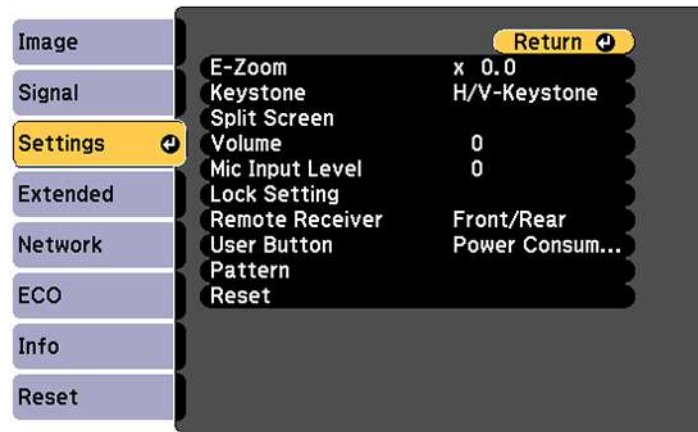 Image
Signal
Settings
Extended
Network
ECO
Info
Reset
Return
E-Zoom x 0.0
Keystone H/V-Keystone
Split Screen
Volume 0
Mic Input Level 0
Lock Setting
Remote Receiver Front/Rear
User Button Power Consum...
Pattern
Reset